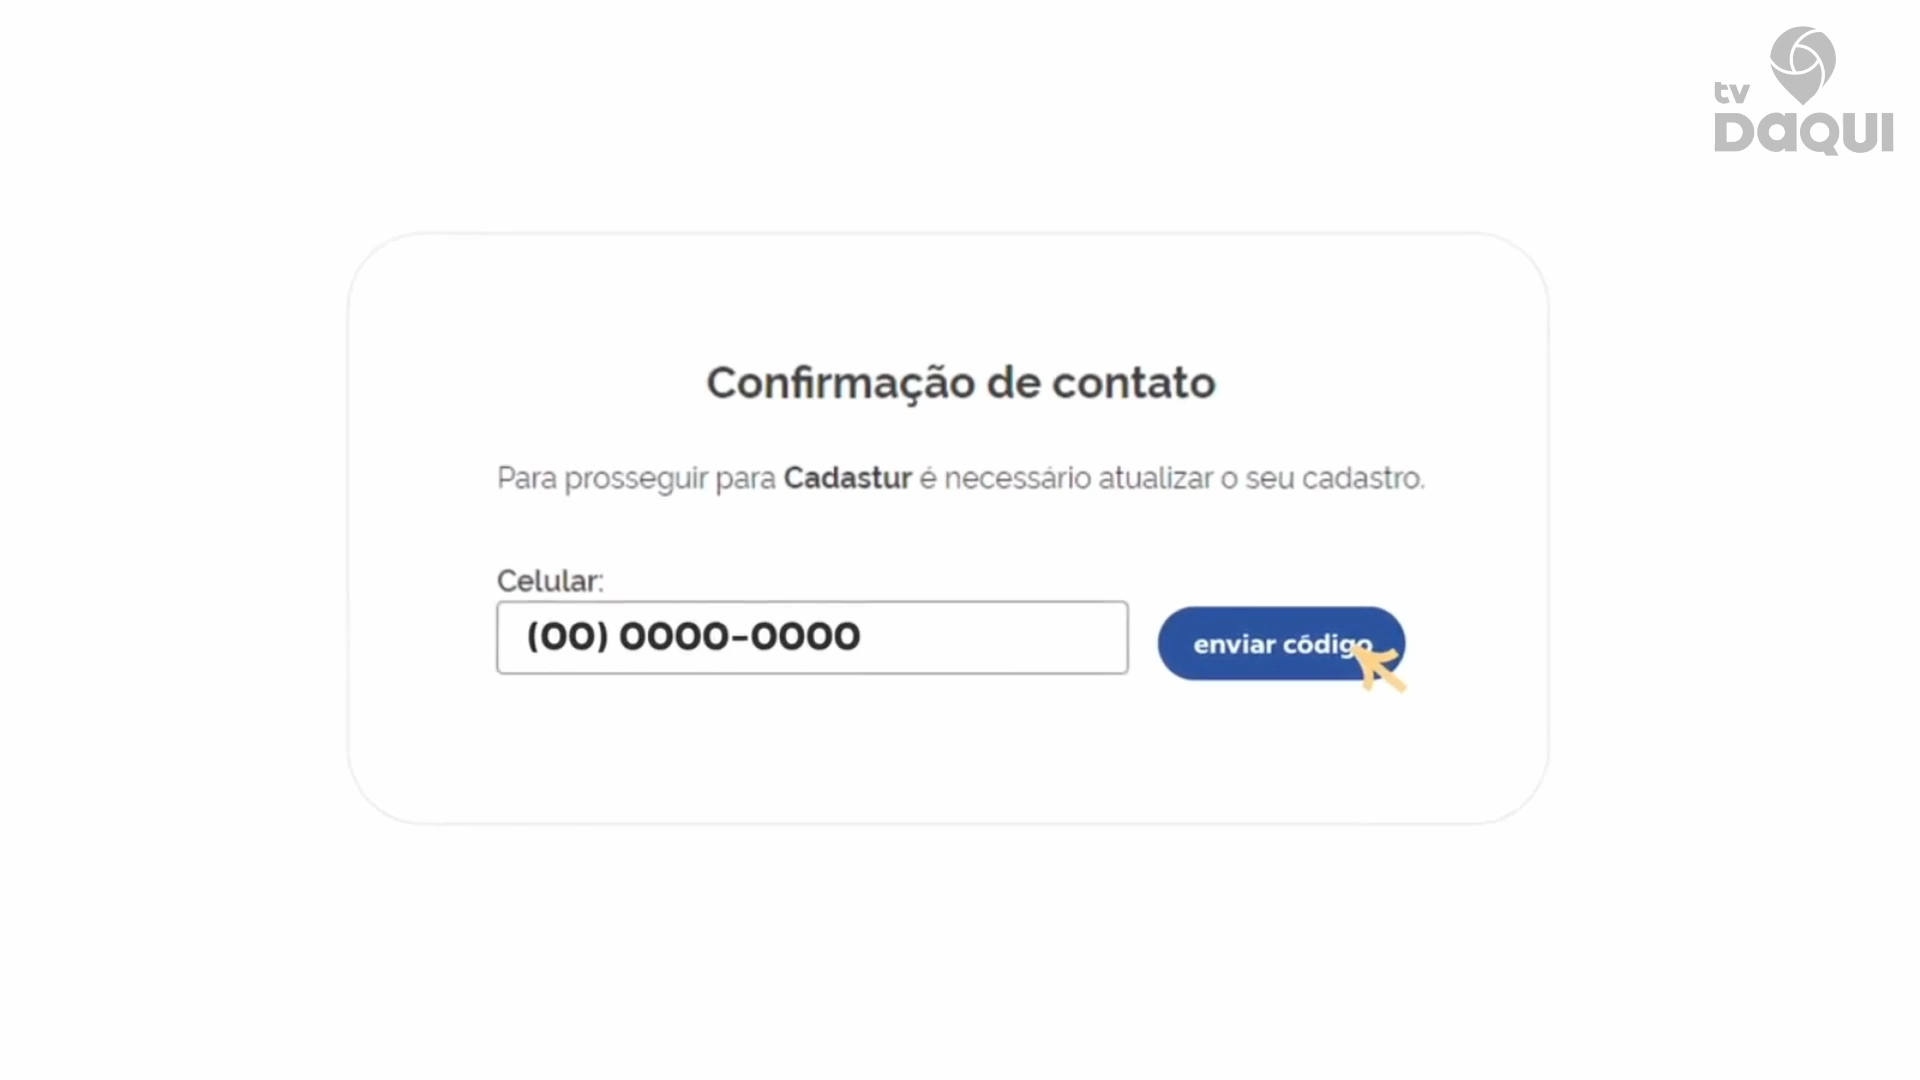 tv
DaQUI
Confirmação de contato
Para prosseguir para Cadastur é necessário atualizar o seu cadastro.
Celular:
(00) 0000-0000
enviar código